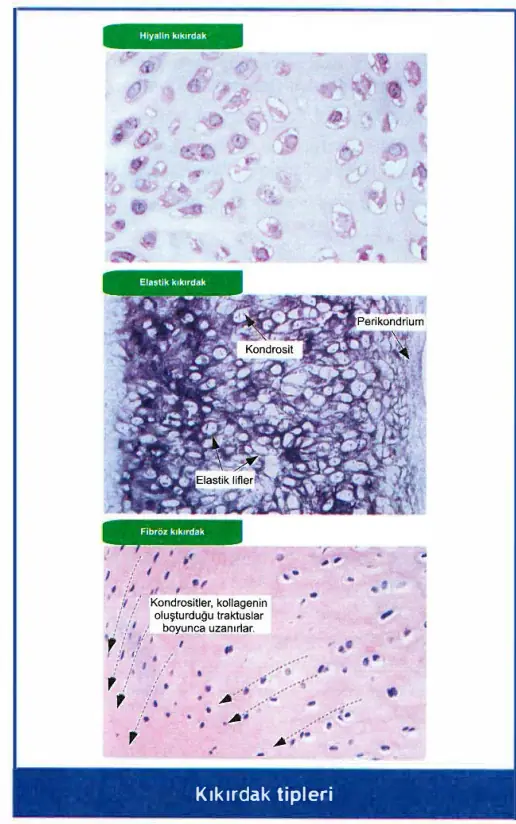 Hiyalin kıkırdak
Elastik kıkırdak
Perikondrium
Kondrosit
Elastik lifler
Fibröz kıkırdak
Kondrositler, kollagenin
oluşturduğu traktuslar
boyunca uzanırlar.
Kıkırdak tipleri